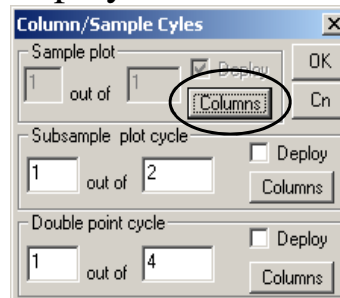 Column/Sample Cyles
Sample plot
1 out of 1 Deploy OK
Columns Cn
Subsample plot cycle
1 out of 2 Deploy
Columns
Double point cycle
1 out of 4 Deploy
Columns